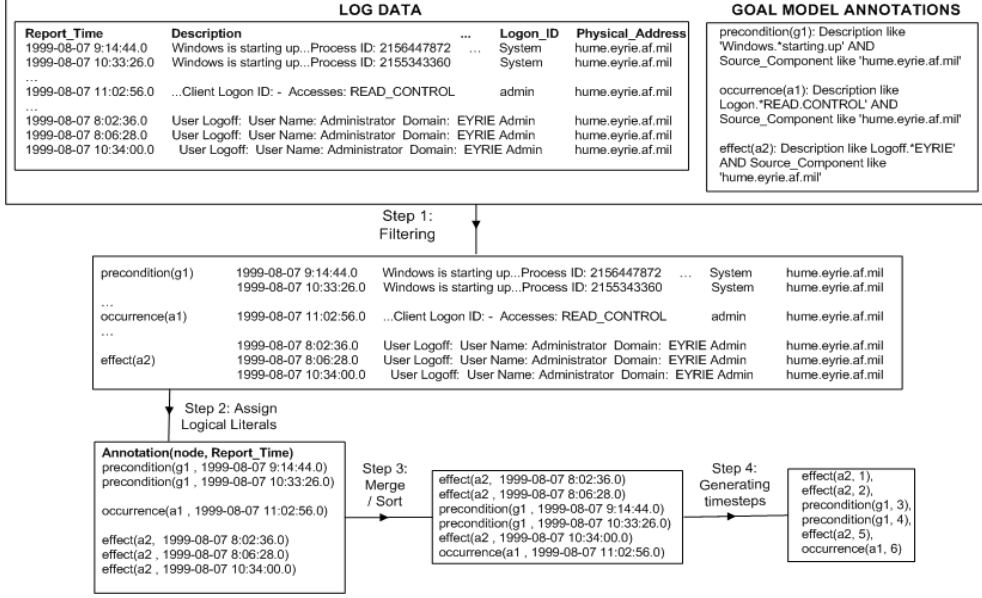 LOG DATA
Report_Time Description ... Logon_ID Physical_Address
1999-08-07 9:14:44.0 Windows is starting up...Process ID: 2156447872 ... System hume.eyrie.af.mil
1999-08-07 10:33:26.0 Windows is starting up...Process ID: 2155343360 System hume.eyrie.af.mil
...
1999-08-07 11:02:56.0 ...Client Logon ID: - Accesses: READ_CONTROL admin hume.eyrie.af.mil
...
1999-08-07 8:02:36.0 User Logoff: User Name: Administrator Domain: EYRIE Admin hume.eyrie.af.mil
1999-08-07 8:06:28.0 User Logoff: User Name: Administrator Domain: EYRIE Admin hume.eyrie.af.mil
1999-08-07 10:34:00.0 User Logoff: User Name: Administrator Domain: EYRIE Admin hume.eyrie.af.mil
GOAL MODEL ANNOTATIONS
precondition(g1): Description like
'Windows.*starting.up' AND
Source_Component like 'hume.eyrie.af.mil'
occurrence(a1): Description like
Logon.*READ.CONTROL' AND
Source_Component like 'hume.eyrie.af.mil'
effect(a2): Description like Logoff.*EYRIE'
AND Source_Component like
'hume.eyrie.af.mil'
Step 1:
Filtering
precondition(g1) 1999-08-07 9:14:44.0 Windows is starting up...Process ID: 2156447872 ... System hume.eyrie.af.mil
1999-08-07 10:33:26.0 Windows is starting up...Process ID: 2155343360 System hume.eyrie.af.mil
...
occurrence(a1) 1999-08-07 11:02:56.0 ...Client Logon ID: - Accesses: READ_CONTROL admin hume.eyrie.af.mil
...
1999-08-07 8:02:36.0 User Logoff: User Name: Administrator Domain: EYRIE Admin hume.eyrie.af.mil
effect(a2) 1999-08-07 8:06:28.0 User Logoff: User Name: Administrator Domain: EYRIE Admin hume.eyrie.af.mil
1999-08-07 10:34:00.0 User Logoff: User Name: Administrator Domain: EYRIE Admin hume.eyrie.af.mil
Step 2: Assign
Logical Literals
Annotation(node, Report_Time)
precondition(g1 , 1999-08-07 9:14:44.0)
precondition(g1 , 1999-08-07 10:33:26.0)
occurrence(a1 , 1999-08-07 11:02:56.0)
effect(a2, 1999-08-07 8:02:36.0)
effect(a2 , 1999-08-07 8:06:28.0)
effect(a2 , 1999-08-07 10:34:00.0)
Step 3:
Merge
/ Sort
effect(a2, 1999-08-07 8:02:36.0)
effect(a2 , 1999-08-07 8:06:28.0)
precondition(g1 , 1999-08-07 9:14:44.0)
precondition(g1 , 1999-08-07 10:33:26.0)
effect(a2 , 1999-08-07 10:34:00.0)
occurrence(a1 , 1999-08-07 11:02:56.0)
Step 4:
Generating
timesteps
effect(a2, 1),
effect(a2, 2),
precondition(g1, 3),
precondition(g1, 4),
effect(a2, 5),
occurrence(a1, 6)